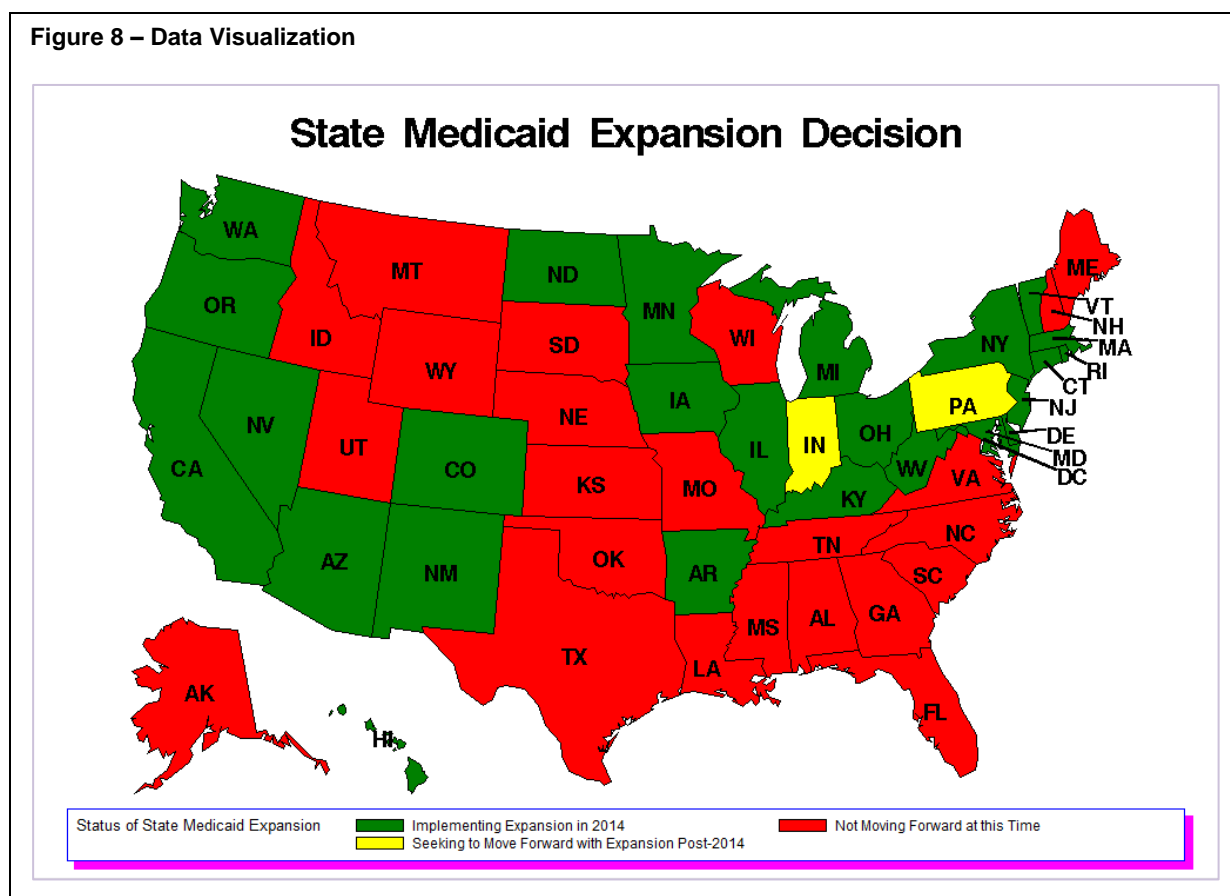 Figure 8 – Data Visualization
State Medicaid Expansion Decision
WA
MT
ND
MN
OR
ID
WY
SD
WI
MI
NY
ME
VT
NH
MA
RI
CT
NJ
PA
DE
MD
DC
NV
UT
CO
NE
IA
IL
IN
OH
WV
VA
CA
KS
MO
KY
AZ
NM
OK
AR
TN
NC
SC
MS
AL
GA
TX
LA
FL
AK
HI
Status of State Medicaid Expansion
Implementing Expansion in 2014
Not Moving Forward at this Time
Seeking to Move Forward with Expansion Post-2014